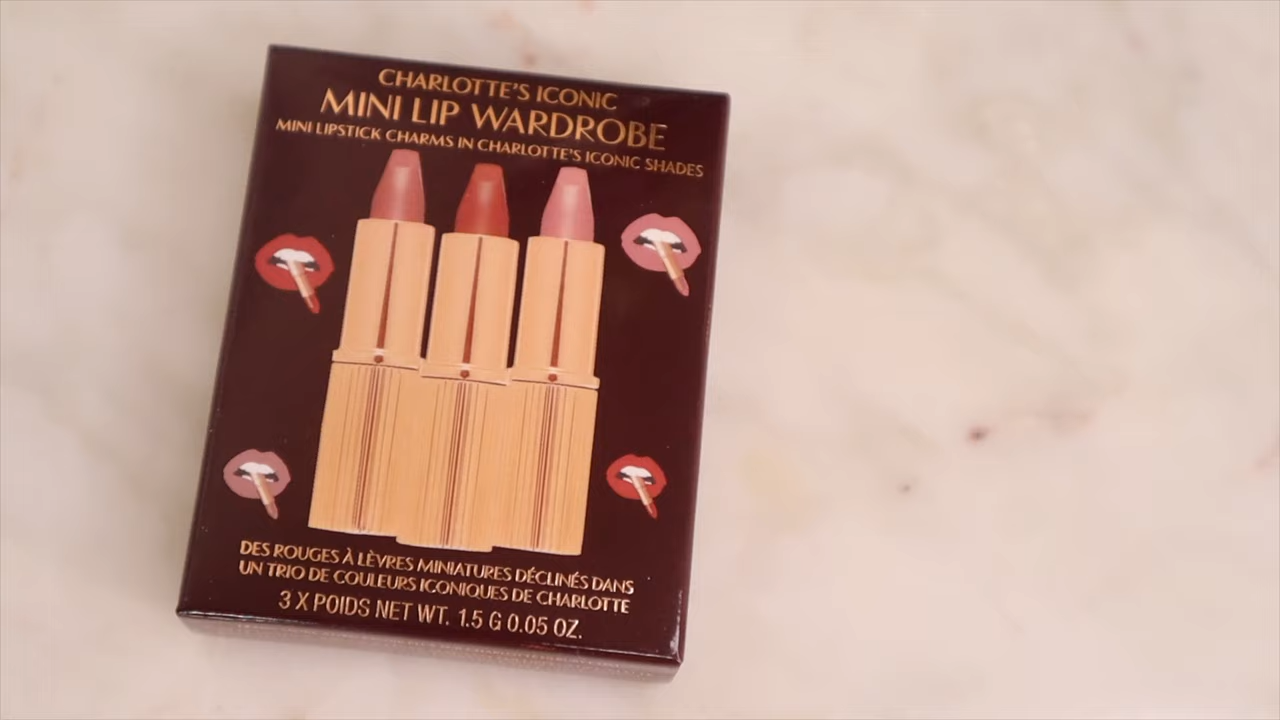 CHARLOTTE'S ICONIC
MINI LIP WARDROBE
MINI LIPSTICK CHARMS IN CHARLOTTE'S ICONIC SHADES
DES ROUGES À LÈVRES MINIATURES DÉCLINÉS DANS
UN TRIO DE COULEURS ICONIQUES DE CHARLOTTE
3 X POIDS NET WT. 1.5 G 0.05 OZ.